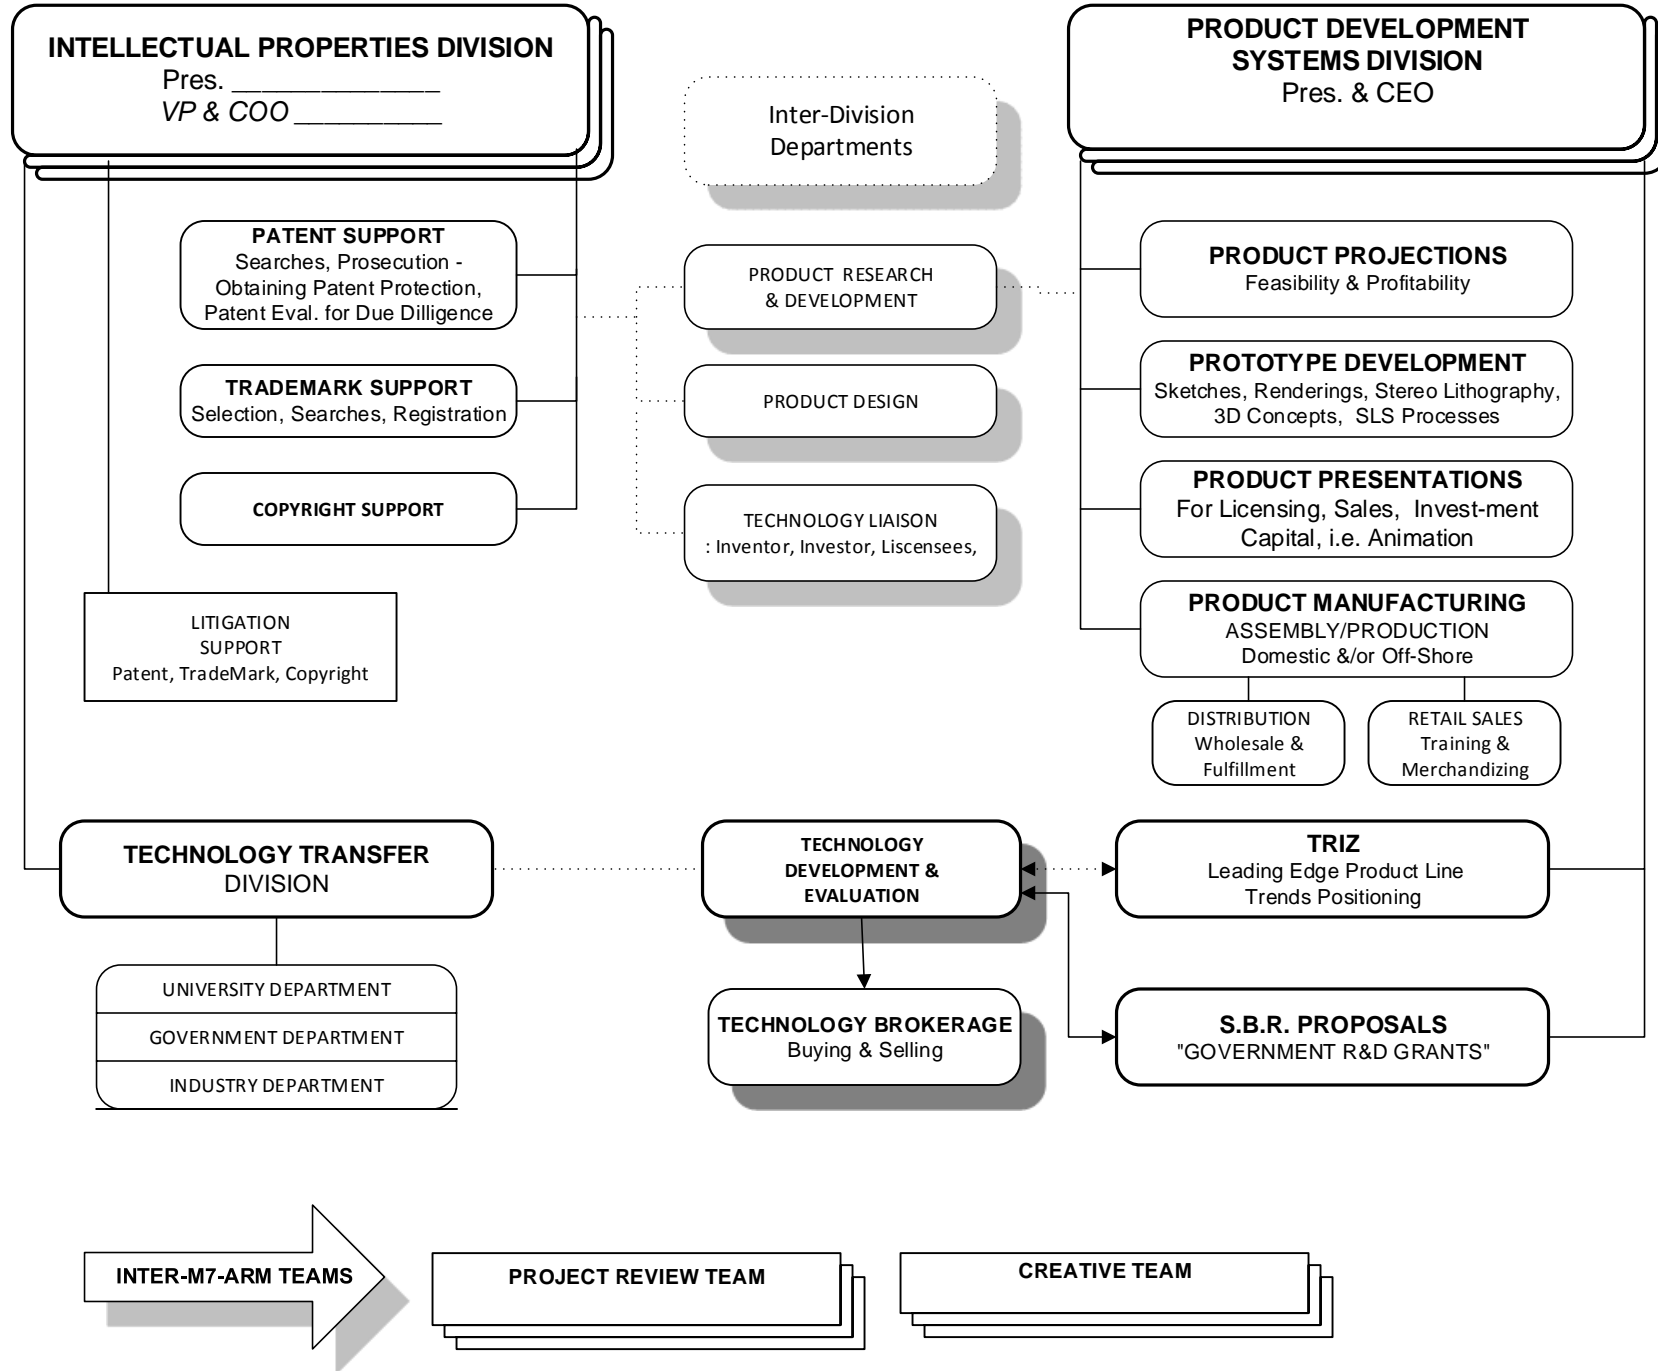 INTELLECTUAL PROPERTIES DIVISION
Pres. ______________
VP & COO __________
Inter-Division
Departments
PRODUCT DEVELOPMENT
SYSTEMS DIVISION
Pres. & CEO
PATENT SUPPORT
Searches, Prosecution -
Obtaining Patent Protection,
Patent Eval. for Due Dilligence
TRADEMARK SUPPORT
Selection, Searches, Registration
COPYRIGHT SUPPORT
LITIGATION
SUPPORT
Patent, TradeMark, Copyright
PRODUCT RESEARCH
& DEVELOPMENT
PRODUCT DESIGN
TECHNOLOGY LIAISON
: Inventor, Investor, Liscensees,
PRODUCT PROJECTIONS
Feasibility & Profitability
PROTOTYPE DEVELOPMENT
Sketches, Renderings, Stereo Lithography,
3D Concepts, SLS Processes
PRODUCT PRESENTATIONS
For Licensing, Sales, Invest-ment
Capital, i.e. Animation
PRODUCT MANUFACTURING
ASSEMBLY/PRODUCTION
Domestic &/or Off-Shore
DISTRIBUTION
Wholesale &
Fulfillment
RETAIL SALES
Training &
Merchandizing
TECHNOLOGY TRANSFER
DIVISION
UNIVERSITY DEPARTMENT
GOVERNMENT DEPARTMENT
INDUSTRY DEPARTMENT
TECHNOLOGY
DEVELOPMENT &
EVALUATION
TECHNOLOGY BROKERAGE
Buying & Selling
TRIZ
Leading Edge Product Line
Trends Positioning
S.B.R. PROPOSALS
"GOVERNMENT R&D GRANTS"
INTER-M7-ARM TEAMS
PROJECT REVIEW TEAM
CREATIVE TEAM